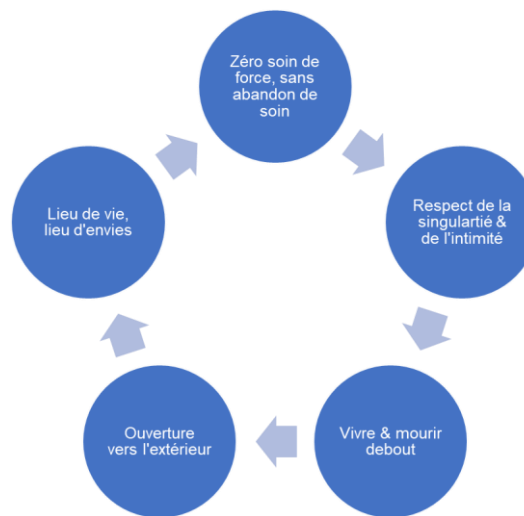 Zéro soin de
force, sans
abandon de
soin
Respect de la
singulartié &
de l'intimité
Vivre & mourir
debout
Ouverture
vers l'extérieur
Lieu de vie,
lieu d'envies